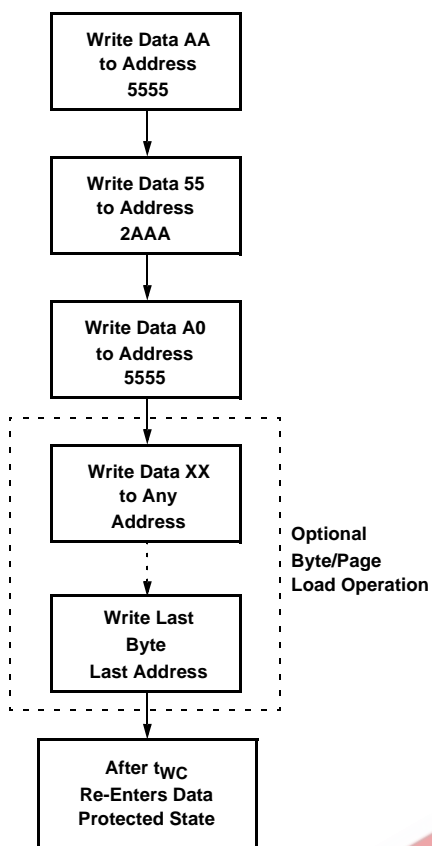 Write Data AA
to Address
5555
Write Data 55
to Address
2AAA
Write Data A0
to Address
5555
Write Data XX
to Any
Address
Optional
Byte/Page
Load Operation
Write Last
Byte
Last Address
After tWC
Re-Enters Data
Protected State